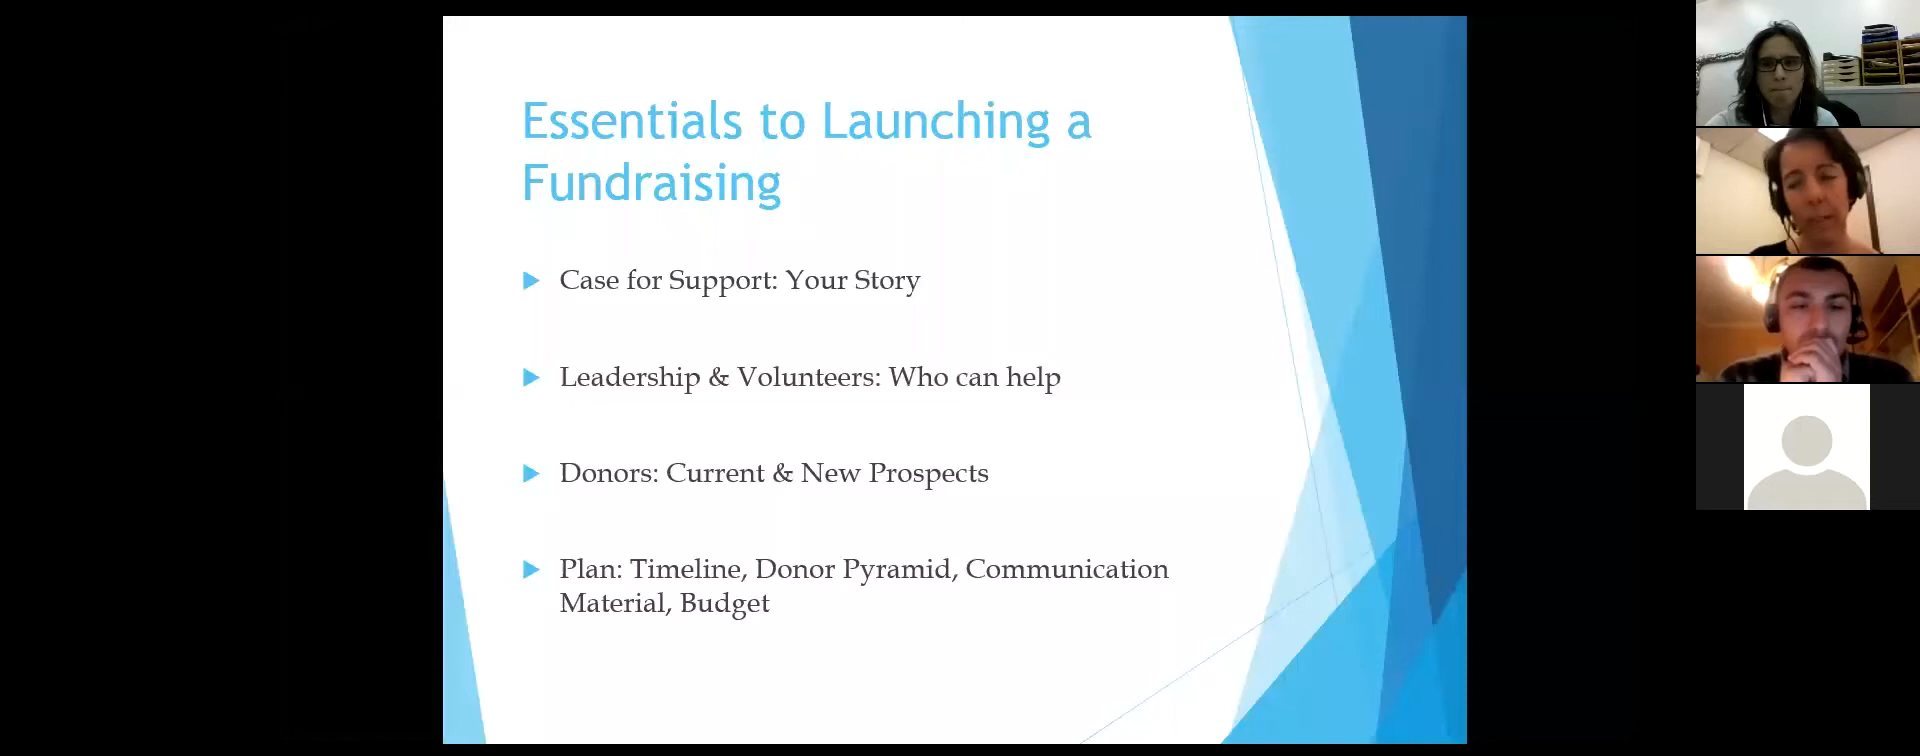 Essentials to Launching a
Fundraising
Case for Support: Your Story
Leadership & Volunteers: Who can help
Donors: Current & New Prospects
Plan: Timeline, Donor Pyramid, Communication
Material, Budget